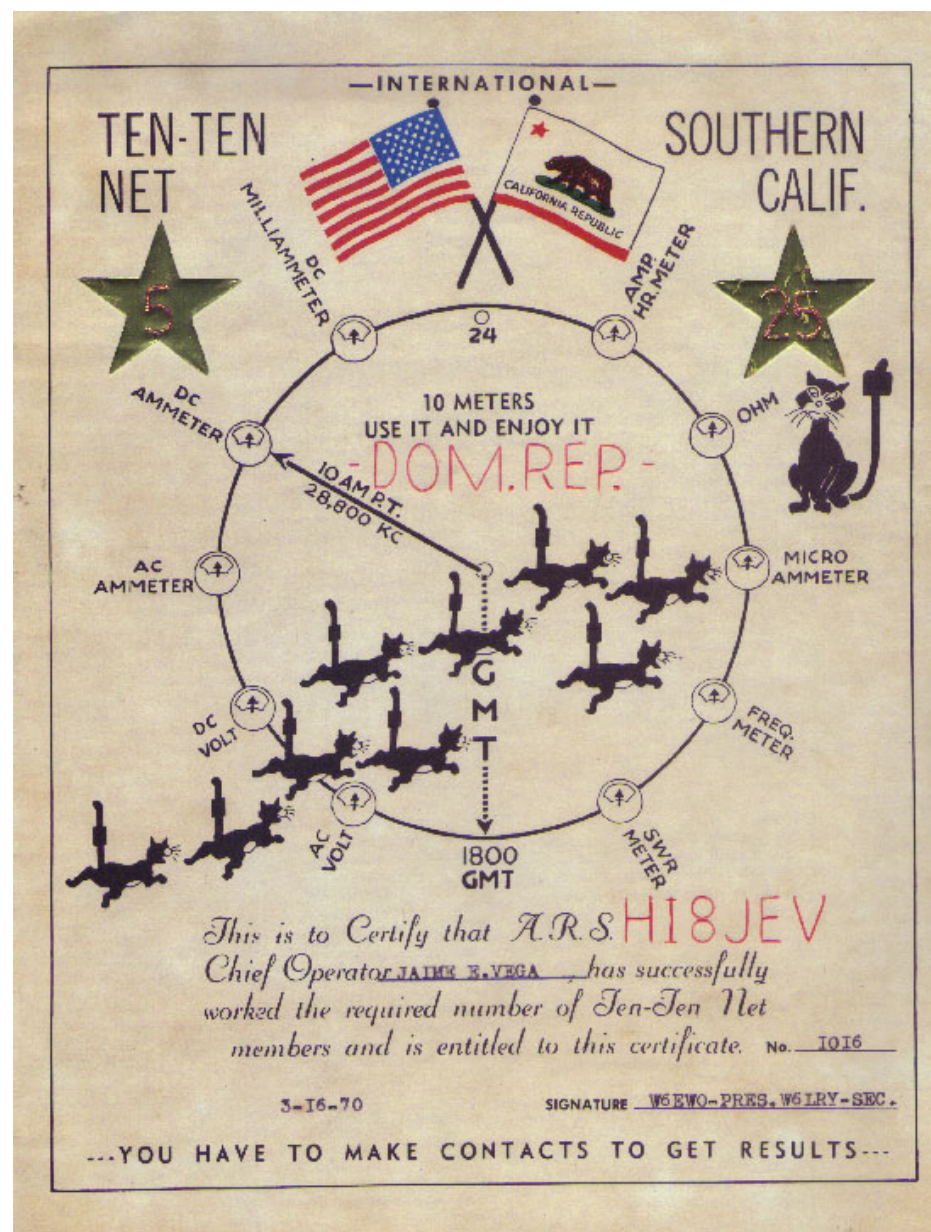 —INTERNATIONAL—
TEN-TEN
NET
SOUTHERN
CALIF.
CALIFORNIA REPUBLIC
5
25
DC
MILLIAMMETER
24
AMP.
HR. METER
DC
AMMETER
OHM
10 METERS
USE IT AND ENJOY IT
-DOM.REP.-
10 AM P.T.
28,800 KC
AC
AMMETER
MICRO
AMMETER
GMT
DC
VOLT
FREQ.
METER
AC
VOLT
SWR
METER
1800
GMT
This is to Certify that A.R.S. HI8JEV
Chief Operator JAIME E.VEGA , has successfully
worked the required number of Ten-Ten Net
members and is entitled to this certificate. No. IOI6
3-I6-70
SIGNATURE W6EWO-PRES.W6LRY-SEC.
---YOU HAVE TO MAKE CONTACTS TO GET RESULTS---